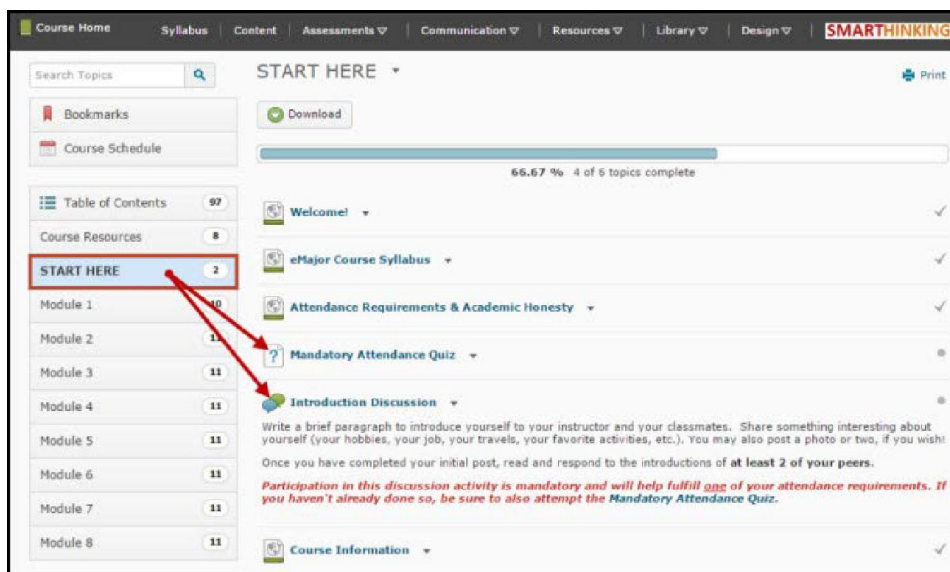 Course Home Syllabus Content Assessments Communication Resources Library Design SMARTHINKING
Search Topics
Bookmarks
Course Schedule
Table of Contents 97
Course Resources 8
START HERE 2
Module 1 10
Module 2 11
Module 3 11
Module 4 11
Module 5 11
Module 6 11
Module 7 11
Module 8 11
START HERE
Print
Download
66.67 % 4 of 6 topics complete
Welcome!
eMajor Course Syllabus
Attendance Requirements & Academic Honesty
Mandatory Attendance Quiz
Introduction Discussion
Write a brief paragraph to introduce yourself to your instructor and your classmates. Share something interesting about
yourself (your hobbies, your job, your travels, your favorite activities, etc.). You may also post a photo or two, if you wish!
Once you have completed your initial post, read and respond to the introductions of at least 2 of your peers.
Participation in this discussion activity is mandatory and will help fulfill one of your attendance requirements. If
you haven't already done so, be sure to also attempt the Mandatory Attendance Quiz.
Course Information